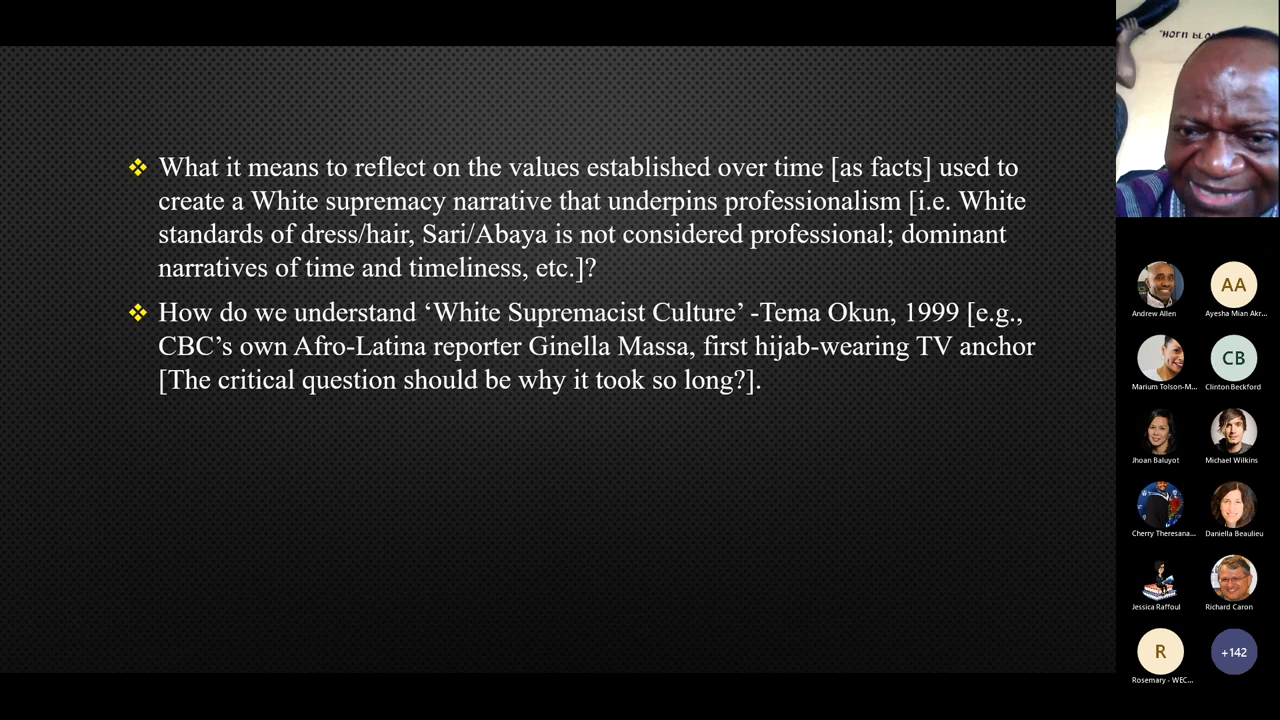 "HORN BLO
❖ What it means to reflect on the values established over time [as facts] used to
create a White supremacy narrative that underpins professionalism [i.e. White
standards of dress/hair, Sari/Abaya is not considered professional; dominant
narratives of time and timeliness, etc.]?
❖ How do we understand ‘White Supremacist Culture’ -Tema Okun, 1999 [e.g.,
CBC’s own Afro-Latina reporter Ginella Massa, first hijab-wearing TV anchor
[The critical question should be why it took so long?].
Andrew Allen
AA
Ayesha Mian Akr...
Marium Tolson-M...
CB
Clinton Beckford
Jhoan Baluyot
Michael Wilkins
Cherry Theresana...
Daniella Beaulieu
Jessica Raffoul
Richard Caron
R
Rosemary - WEC...
+142